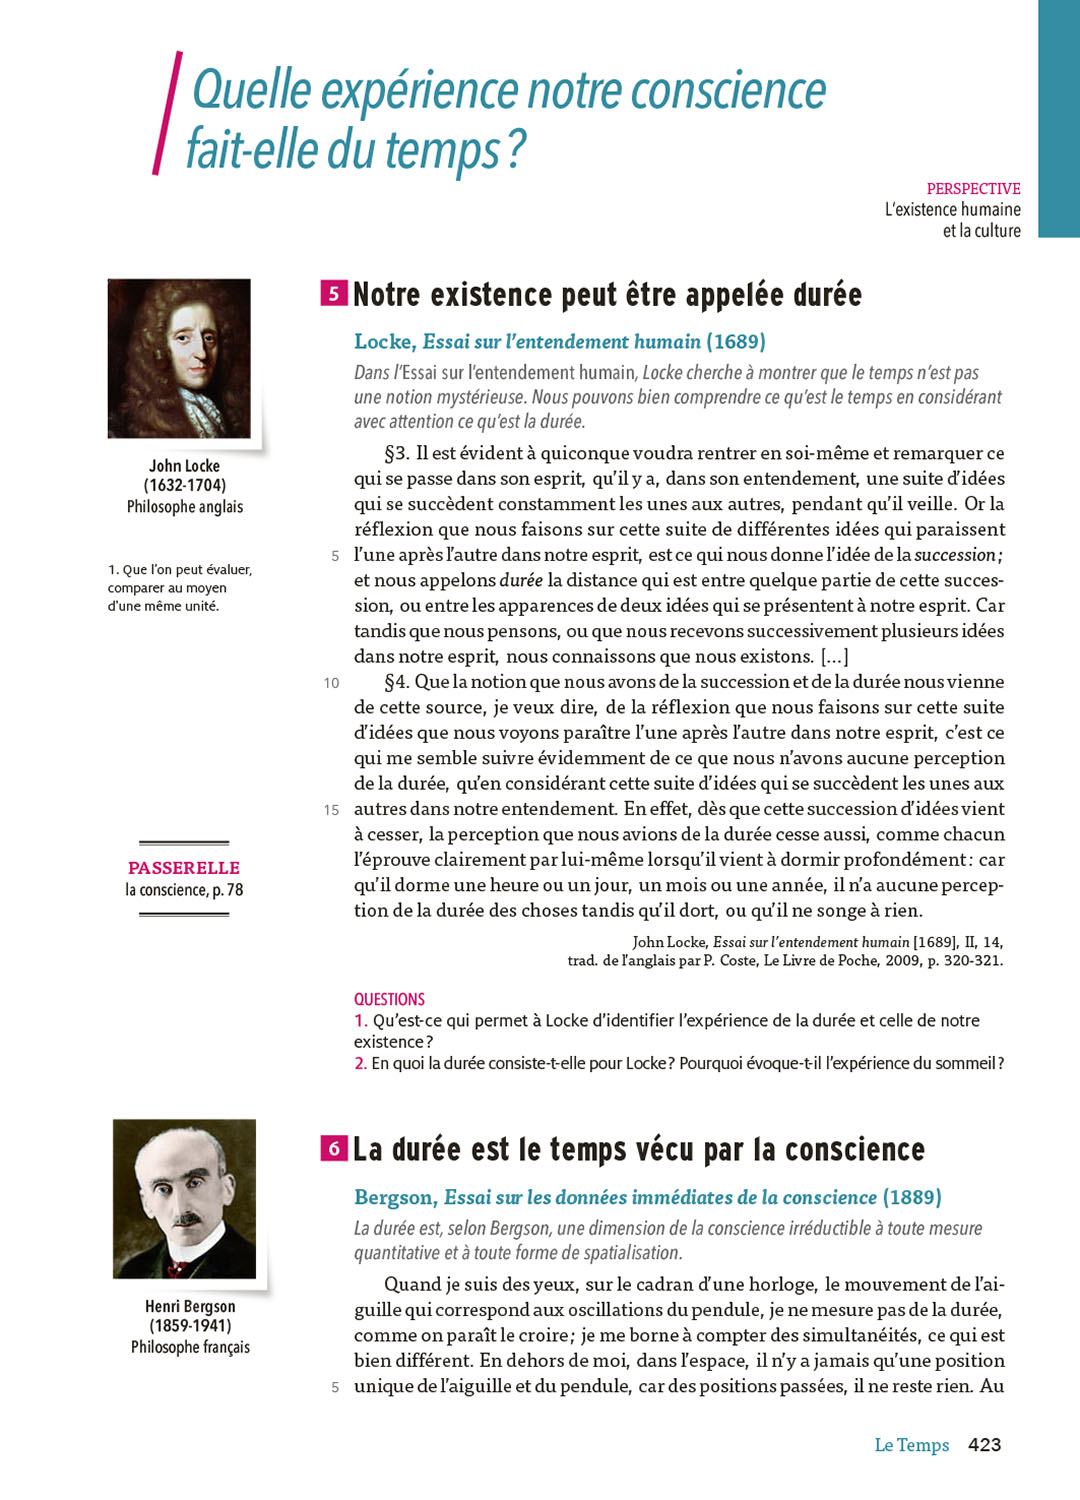 Quelle expérience notre conscience
fait-elle du temps ?
PERSPECTIVE
L’existence humaine
et la culture
John Locke
(1632-1704)
Philosophe anglais
1. Que l’on peut évaluer,
comparer au moyen
d’une même unité.
PASSERELLE
la conscience, p. 78
5 Notre existence peut être appelée durée
Locke, Essai sur l’entendement humain (1689)
Dans l’Essai sur l’entendement humain, Locke cherche à montrer que le temps n’est pas
une notion mystérieuse. Nous pouvons bien comprendre ce qu’est le temps en considérant
avec attention ce qu’est la durée.
§3. Il est évident à quiconque voudra rentrer en soi-même et remarquer ce
qui se passe dans son esprit, qu’il y a, dans son entendement, une suite d’idées
qui se succèdent constamment les unes aux autres, pendant qu’il veille. Or la
réflexion que nous faisons sur cette suite de différentes idées qui paraissent
5 l’une après l’autre dans notre esprit, est ce qui nous donne l’idée de la succession ;
et nous appelons durée la distance qui est entre quelque partie de cette succes-
sion, ou entre les apparences de deux idées qui se présentent à notre esprit. Car
tandis que nous pensons, ou que nous recevons successivement plusieurs idées
dans notre esprit, nous connaissons que nous existons. […]
10 §4. Que la notion que nous avons de la succession et de la durée nous vienne
de cette source, je veux dire, de la réflexion que nous faisons sur cette suite
d’idées que nous voyons paraître l’une après l’autre dans notre esprit, c’est ce
qui me semble suivre évidemment de ce que nous n’avons aucune perception
de la durée, qu’en considérant cette suite d’idées qui se succèdent les unes aux
15 autres dans notre entendement. En effet, dès que cette succession d’idées vient
à cesser, la perception que nous avions de la durée cesse aussi, comme chacun
l’éprouve clairement par lui-même lorsqu’il vient à dormir profondément : car
qu’il dorme une heure ou un jour, un mois ou une année, il n’a aucune percep-
tion de la durée des choses tandis qu’il dort, ou qu’il ne songe à rien.
John Locke, Essai sur l’entendement humain [1689], II, 14,
trad. de l’anglais par P. Coste, Le Livre de Poche, 2009, p. 320-321.
QUESTIONS
1. Qu’est-ce qui permet à Locke d’identifier l’expérience de la durée et celle de notre
existence ?
2. En quoi la durée consiste-t-elle pour Locke ? Pourquoi évoque-t-il l’expérience du sommeil ?
Henri Bergson
(1859-1941)
Philosophe français
6 La durée est le temps vécu par la conscience
Bergson, Essai sur les données immédiates de la conscience (1889)
La durée est, selon Bergson, une dimension de la conscience irréductible à toute mesure
quantitative et à toute forme de spatialisation.
Quand je suis des yeux, sur le cadran d’une horloge, le mouvement de l’ai-
guille qui correspond aux oscillations du pendule, je ne mesure pas de la durée,
comme on paraît le croire ; je me borne à compter des simultanéités, ce qui est
bien différent. En dehors de moi, dans l’espace, il n’y a jamais qu’une position
5 unique de l’aiguille et du pendule, car des positions passées, il ne reste rien. Au
Le Temps 423